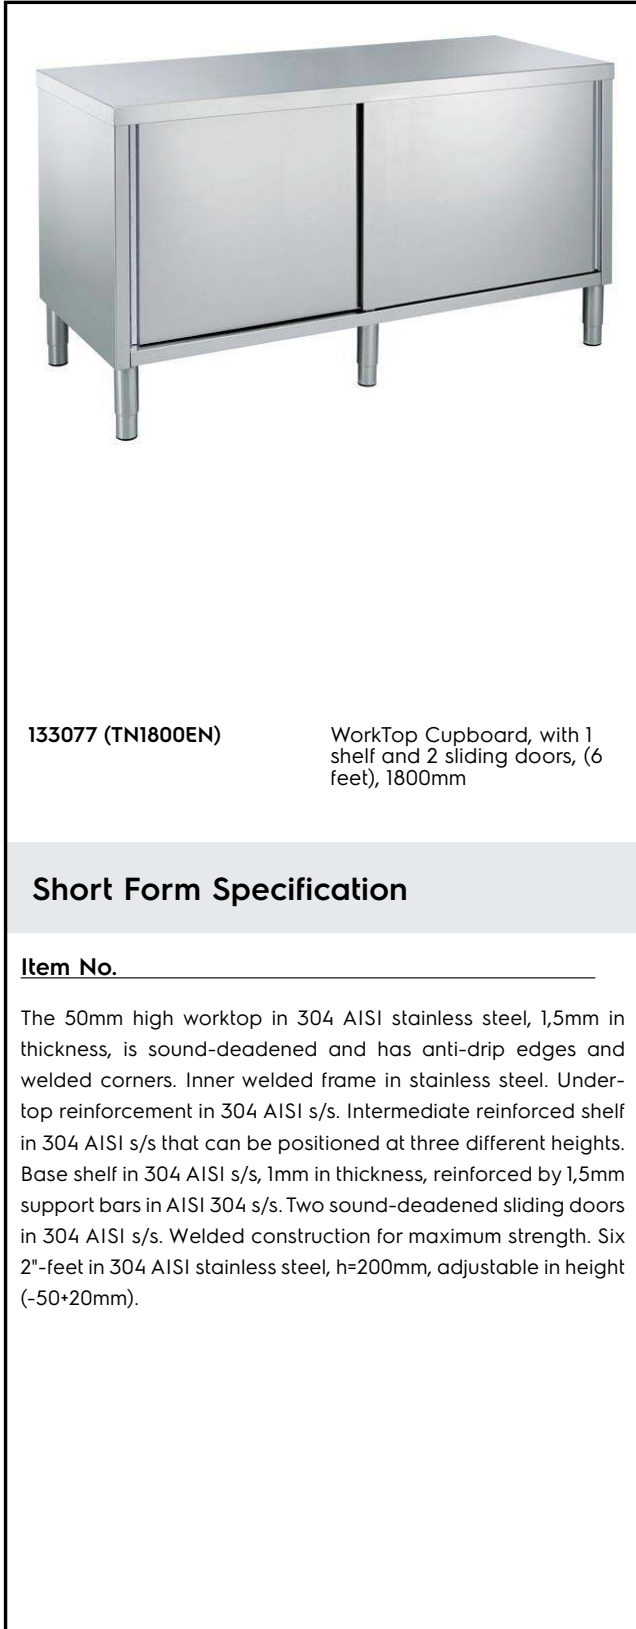 133077 (TN1800EN)
WorkTop Cupboard, with 1
shelf and 2 sliding doors, (6
feet), 1800mm
Short Form Specification
Item No.
The 50mm high worktop in 304 AISI stainless steel, 1,5mm in
thickness, is sound-deadened and has anti-drip edges and
welded corners. Inner welded frame in stainless steel. Under-
top reinforcement in 304 AISI s/s. Intermediate reinforced shelf
in 304 AISI s/s that can be positioned at three different heights.
Base shelf in 304 AISI s/s, 1mm in thickness, reinforced by 1,5mm
support bars in AISI 304 s/s. Two sound-deadened sliding doors
in 304 AISI s/s. Welded construction for maximum strength. Six
2"-feet in 304 AISI stainless steel, h=200mm, adjustable in height
(-50+20mm).